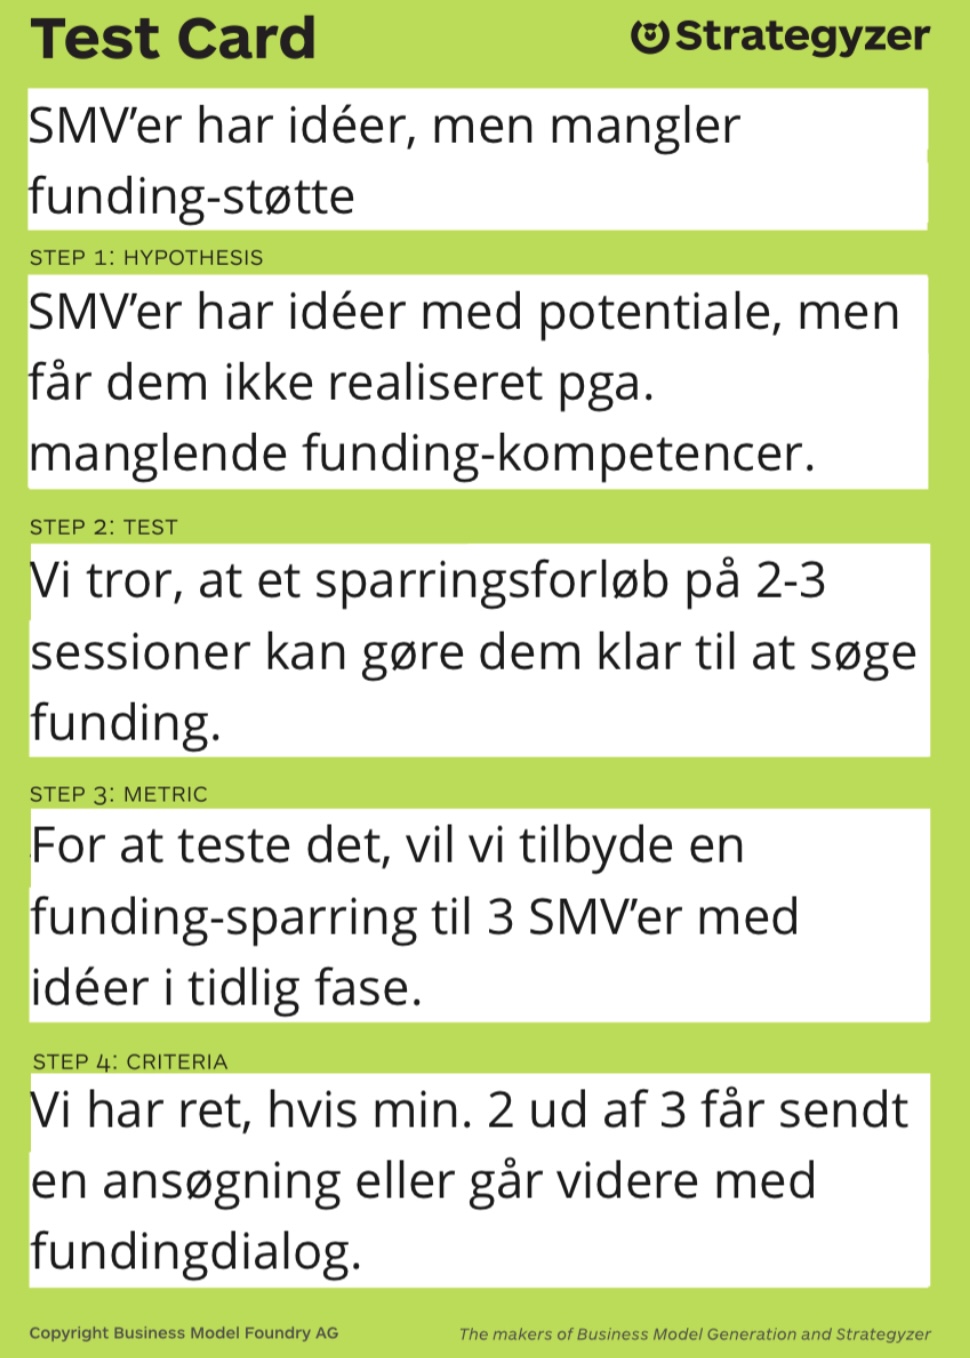 Test Card
Strategyzer
SMV’er har idéer, men mangler
funding-støtte
STEP 1: HYPOTHESIS
SMV’er har idéer med potentiale, men
får dem ikke realiseret pga.
manglende funding-kompetencer.
STEP 2: TEST
Vi tror, at et sparringsforløb på 2-3
sessioner kan gøre dem klar til at søge
funding.
STEP 3: METRIC
For at teste det, vil vi tilbyde en
funding-sparring til 3 SMV’er med
idéer i tidlig fase.
STEP 4: CRITERIA
Vi har ret, hvis min. 2 ud af 3 får sendt
en ansøgning eller går videre med
fundingdialog.
Copyright Business Model Foundry AG
The makers of Business Model Generation and Strategyzer